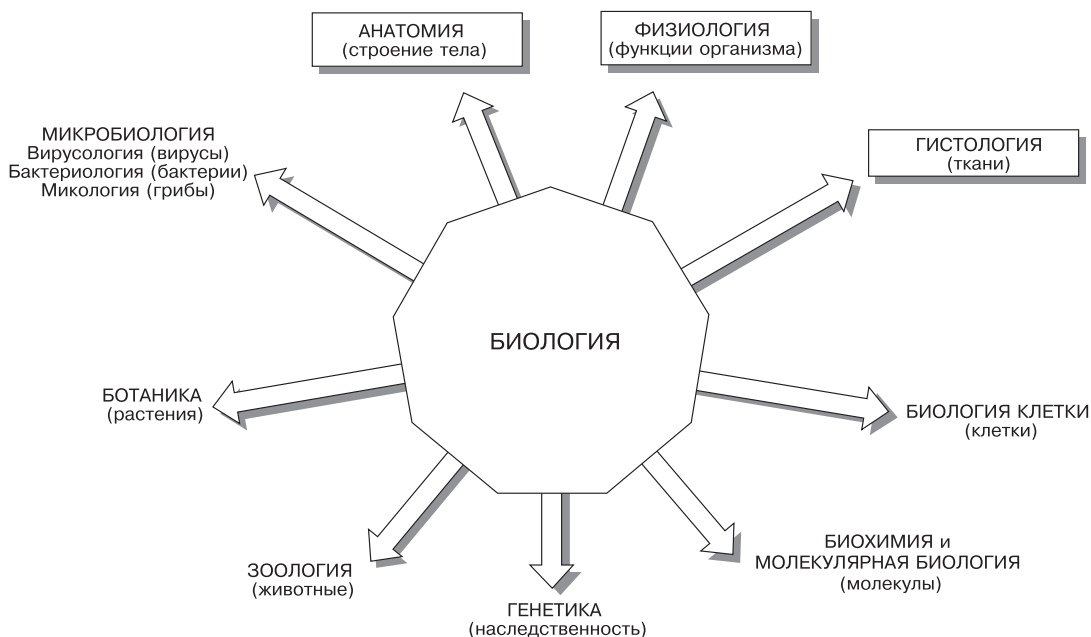 АНАТОМИЯ
(строение тела)
ФИЗИОЛОГИЯ
(функции организма)
МИКРОБИОЛОГИЯ
Вирусология (вирусы)
Бактериология (бактерии)
Микология (грибы)
ГИСТОЛОГИЯ
(ткани)
БИОЛОГИЯ
БОТАНИКА
(растения)
БИОЛОГИЯ КЛЕТКИ
(клетки)
ЗООЛОГИЯ
(животные)
ГЕНЕТИКА
(наследственность)
БИОХИМИЯ и
МОЛЕКУЛЯРНАЯ БИОЛОГИЯ
(молекулы)